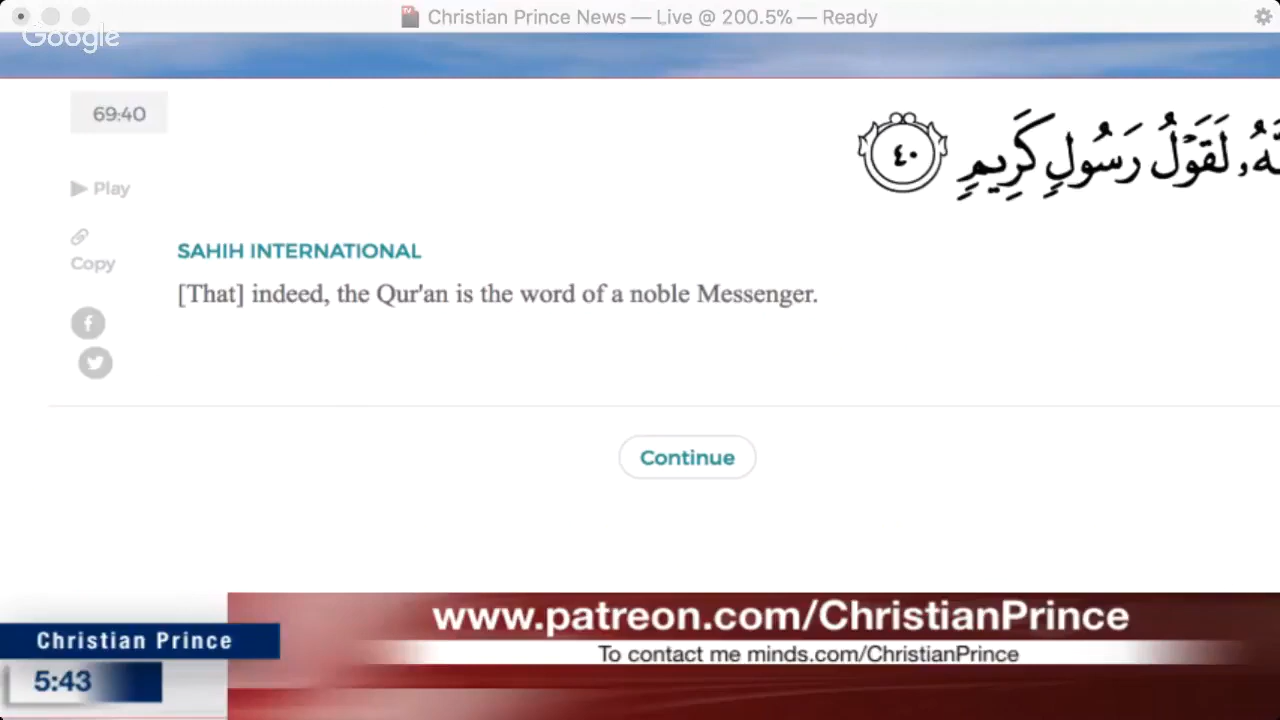 Christian Prince News — Live @ 200.5% — Ready
Google
69:40
لَقَوْلُ رَسُولٍ كَرِيمٍ ٤٠
Play
Copy
SAHIH INTERNATIONAL
[That] indeed, the Qur'an is the word of a noble Messenger.
Continue
www.patreon.com/ChristianPrince
To contact me minds.com/ChristianPrince
Christian Prince
5:43